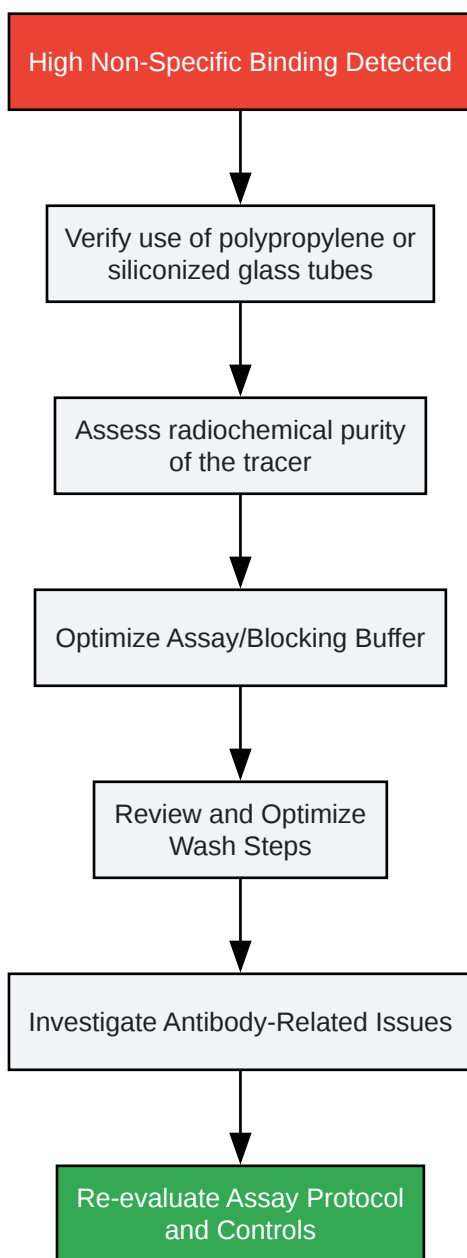 High Non-Specific Binding Detected
Verify use of polypropylene or
siliconized glass tubes
Assess radiochemical purity
of the tracer
Optimize Assay/Blocking Buffer
Review and Optimize
Wash Steps
Investigate Antibody-Related Issues
Re-evaluate Assay Protocol
and Controls